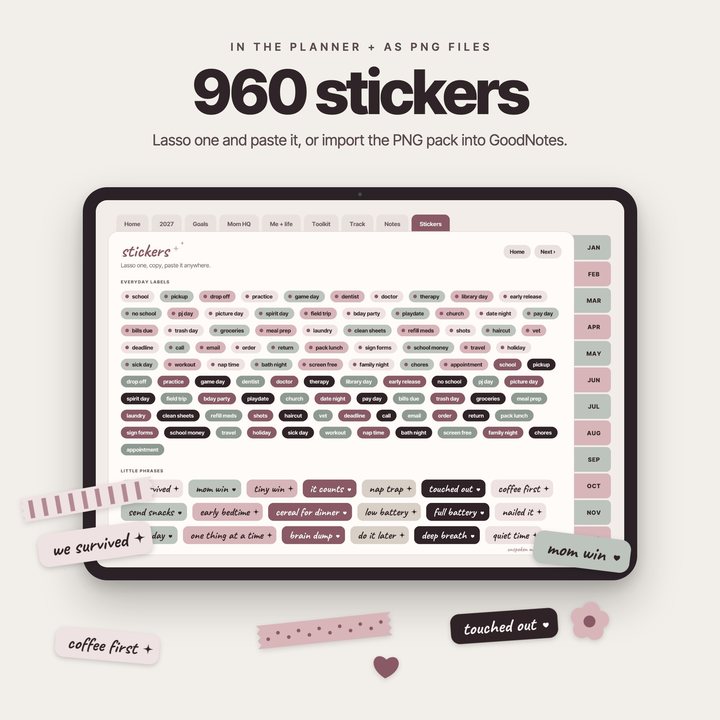 IN THE PLANNER + AS PNG FILES
960 stickers
Lasso one and paste it, or import the PNG pack into GoodNotes.
Home 2027 Goals Mom HQ Me + life Toolkit Track Notes Stickers
stickers
Home Next ›
Lasso one, copy, paste it anywhere.
EVERYDAY LABELS
school pickup drop off practice game day dentist doctor therapy library day early release
no school pj day picture day spirit day field trip bday party playdate church date night pay day
bills due trash day groceries meal prep laundry clean sheets refill meds shots haircut vet
deadline call email order return pack lunch sign forms school money travel holiday
sick day workout nap time bath night screen free family night chores appointment school pickup
drop off practice game day dentist doctor therapy library day early release no school pj day picture day
spirit day field trip bday party playdate church date night pay day bills due trash day groceries meal prep
laundry clean sheets refill meds shots haircut vet deadline call email order return pack lunch
sign forms school money travel holiday sick day workout nap time bath night screen free family night chores
appointment
LITTLE PHRASES
mom win tiny win it counts nap trap touched out coffee first
send snacks early bedtime cereal for dinner low battery full battery nailed it
day one thing at a time brain dump do it later deep breath quiet time
JAN
FEB
MAR
APR
MAY
JUN
JUL
AUG
SEP
OCT
NOV
we survived
mom win
coffee first
touched out